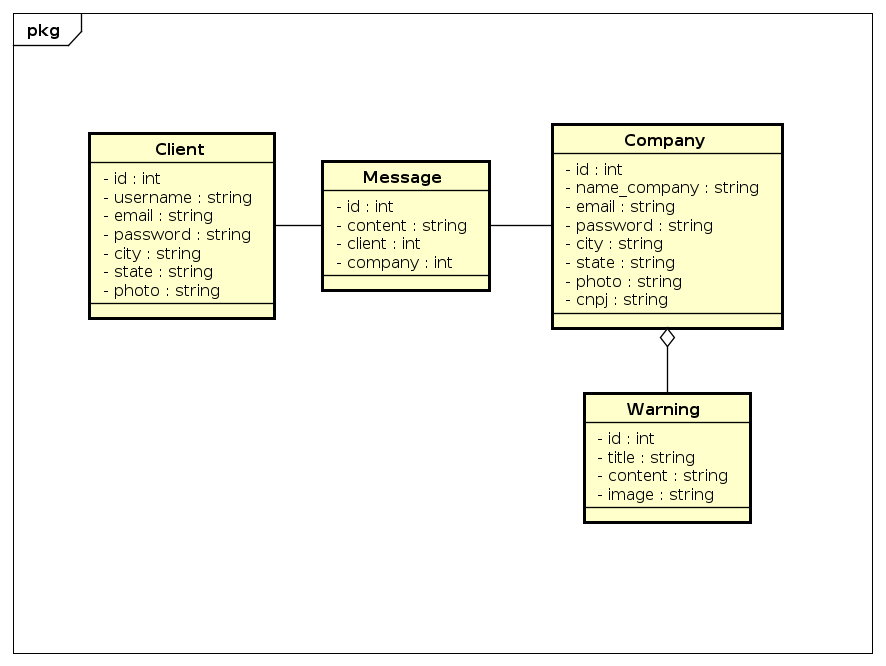 pkg
Client
- id : int
- username : string
- email : string
- password : string
- city : string
- state : string
- photo : string
Message
- id : int
- content : string
- client : int
- company : int
Company
- id : int
- name_company : string
- email : string
- password : string
- city : string
- state : string
- photo : string
- cnpj : string
Warning
- id : int
- title : string
- content : string
- image : string